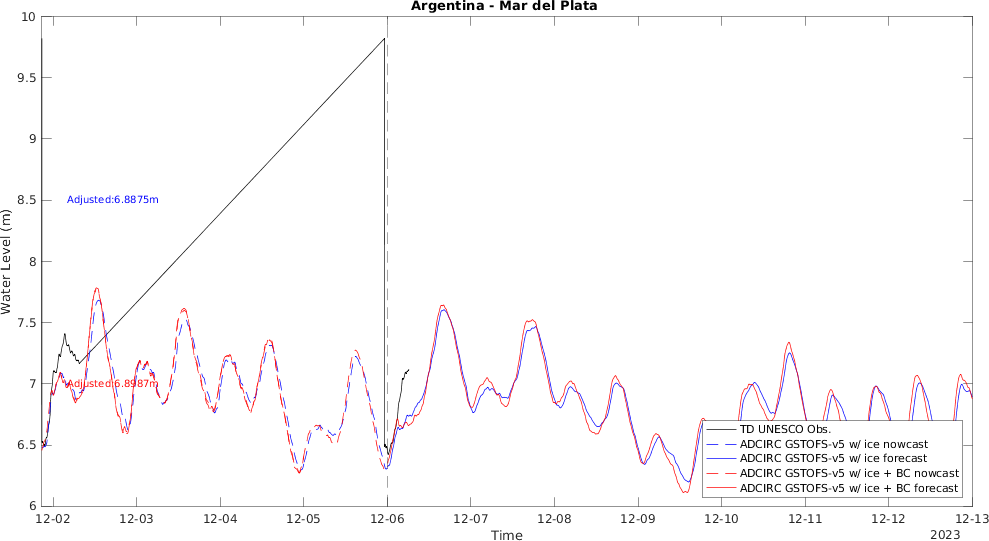 Argentina - Mar del Plata
Water Level (m)
10
9.5
9
8.5
8
7.5
7
6.5
6
Adjusted:6.8875m
Adjusted:6.8987m
TD UNESCO Obs.
ADCIRC GSTOFS-v5 w/ ice nowcast
ADCIRC GSTOFS-v5 w/ ice forecast
ADCIRC GSTOFS-v5 w/ ice + BC nowcast
ADCIRC GSTOFS-v5 w/ ice + BC forecast
12-02 12-03 12-04 12-05 12-06 12-07 12-08 12-09 12-10 12-11 12-12 12-13
Time
2023